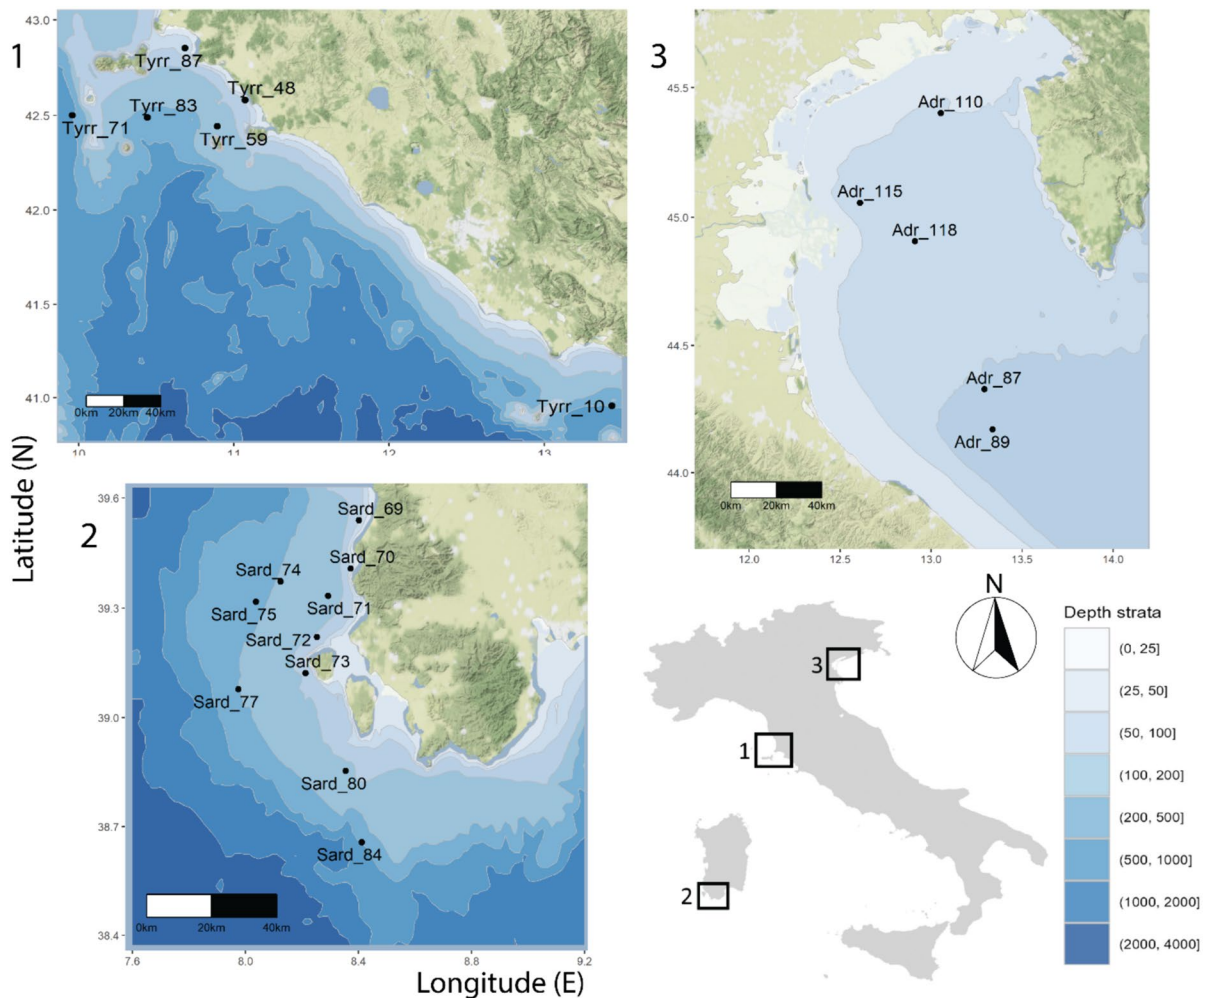 1
43.0
42.5
42.0
41.5
41.0
Tyrr_87
Tyrr_48
Tyrr_83
Tyrr_71
Tyrr_59
Tyrr_10
0km 20km 40km
10 11 12 13
3
45.5
45.0
44.5
44.0
Adr_110
Adr_115
Adr_118
Adr_87
Adr_89
0km 20km 40km
12.0 12.5 13.0 13.5 14.0
Latitude (N)
2
39.6
39.3
39.0
38.7
38.4
Sard_69
Sard_70
Sard_74
Sard_71
Sard_75
Sard_72
Sard_73
Sard_77
Sard_80
Sard_84
0km 20km 40km
7.6 8.0 8.4 8.8 9.2
Longitude (E)
N
3
1
2
Depth strata
(0, 25]
(25, 50]
(50, 100]
(100, 200]
(200, 500]
(500, 1000]
(1000, 2000]
(2000, 4000]